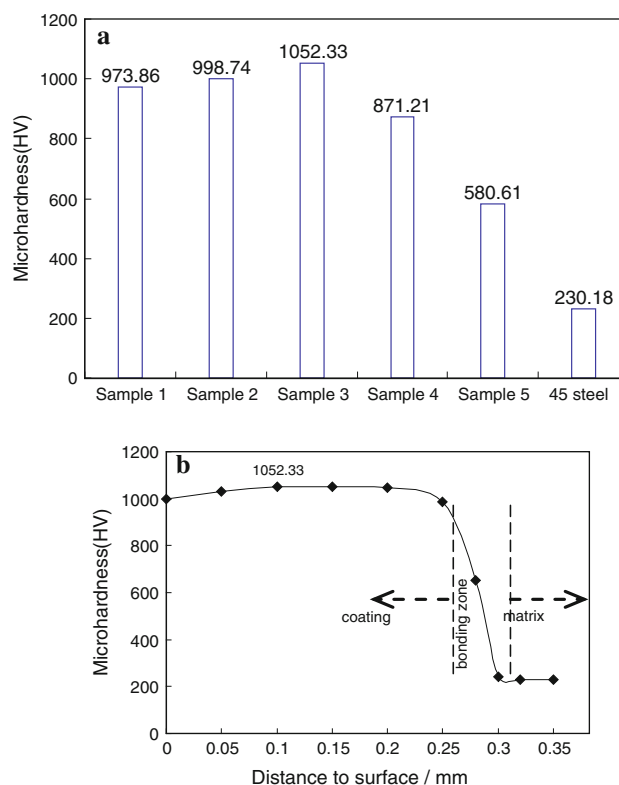 a
1200
1000
800
600
400
200
0
Microhardness(HV)
973.86
998.74
1052.33
871.21
580.61
230.18
Sample 1 Sample 2 Sample 3 Sample 4 Sample 5 45 steel
b
1200
1000
800
600
400
200
0
Microhardness(HV)
1052.33
coating
bonding zone
matrix
0 0.05 0.1 0.15 0.2 0.25 0.3 0.35
Distance to surface / mm